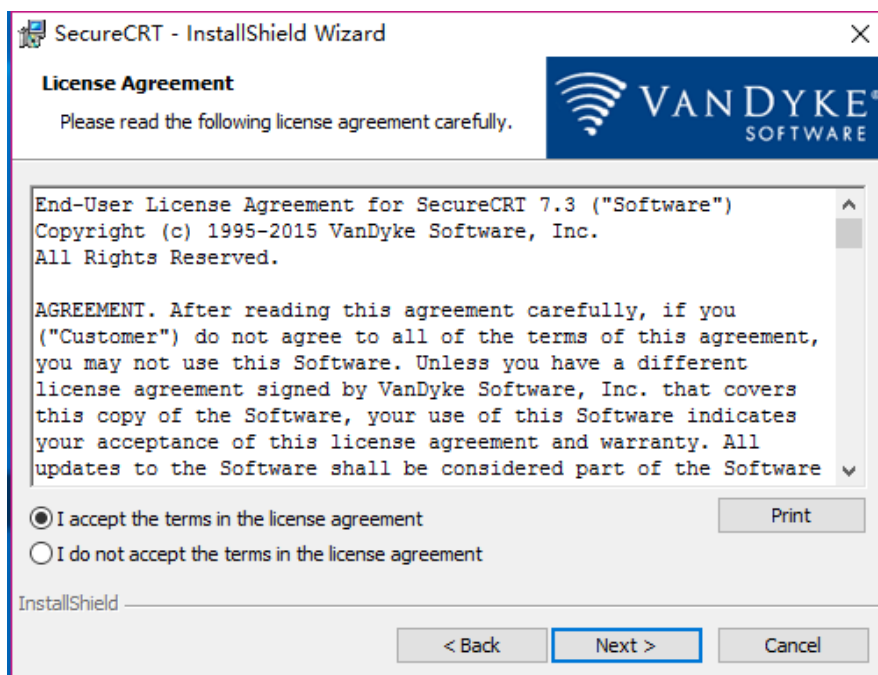 SecureCRT - InstallShield Wizard
License Agreement
Please read the following license agreement carefully.
VANDYKE®
SOFTWARE
End-User License Agreement for SecureCRT 7.3 ("Software")
Copyright (c) 1995-2015 VanDyke Software, Inc.
All Rights Reserved.
AGREEMENT. After reading this agreement carefully, if you
("Customer") do not agree to all of the terms of this agreement,
you may not use this Software. Unless you have a different
license agreement signed by VanDyke Software, Inc. that covers
this copy of the Software, your use of this Software indicates
your acceptance of this license agreement and warranty. All
updates to the Software shall be considered part of the Software
I accept the terms in the license agreement
Print
I do not accept the terms in the license agreement
InstallShield
< Back
Next >
Cancel